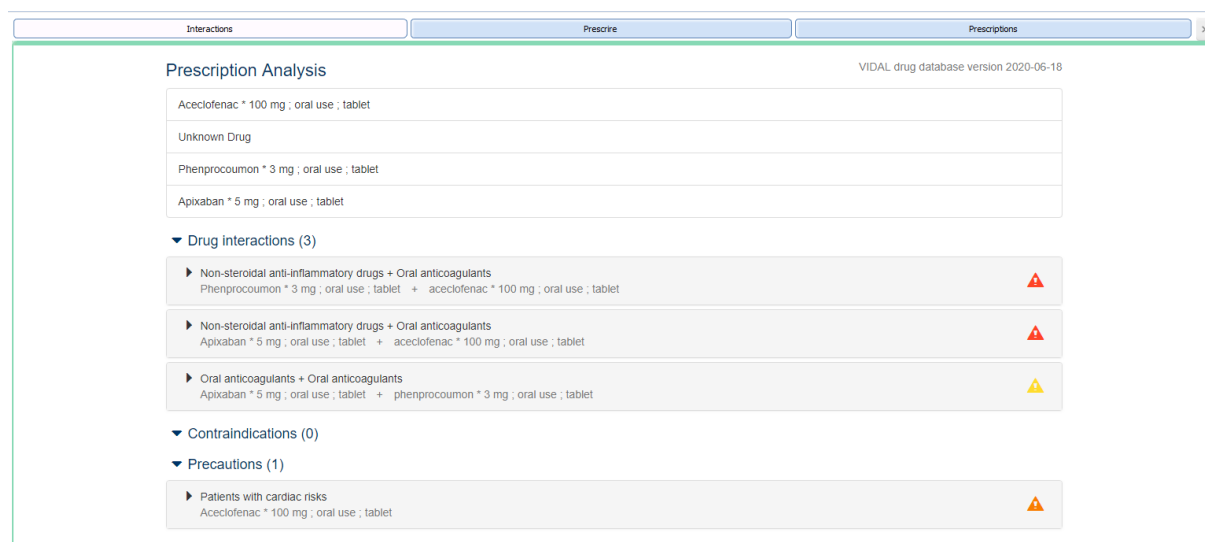 Interactions
Prescrire
Prescriptions
Prescription Analysis
VIDAL drug database version 2020-06-18
Aceclofenac * 100 mg ; oral use ; tablet
Unknown Drug
Phenprocoumon * 3 mg ; oral use ; tablet
Apixaban * 5 mg ; oral use ; tablet
Drug interactions (3)
Non-steroidal anti-inflammatory drugs + Oral anticoagulants
Phenprocoumon * 3 mg ; oral use ; tablet + aceclofenac * 100 mg ; oral use ; tablet
Non-steroidal anti-inflammatory drugs + Oral anticoagulants
Apixaban * 5 mg ; oral use ; tablet + aceclofenac * 100 mg ; oral use ; tablet
Oral anticoagulants + Oral anticoagulants
Apixaban * 5 mg ; oral use ; tablet + phenprocoumon * 3 mg ; oral use ; tablet
Contraindications (0)
Precautions (1)
Patients with cardiac risks
Aceclofenac * 100 mg ; oral use ; tablet